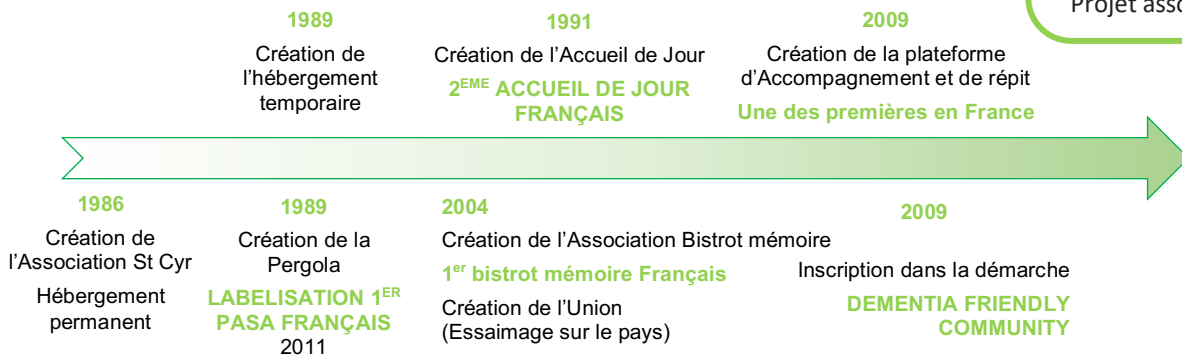 Projet
1989
Création de
l'hébergement
temporaire
1991
Création de l'Accueil de Jour
2EME ACCUEIL DE JOUR
FRANÇAIS
2009
Création de la plateforme
d'Accompagnement et de répit
Une des premières en France
1986
Création de
l'Association St Cyr
Hébergement
permanent
1989
Création de la
Pergola
LABELISATION 1ER
PASA FRANÇAIS
2011
2004
Création de l'Association Bistrot mémoire
1er bistrot mémoire Français
Création de l'Union
(Essaimage sur le pays)
2009
Inscription dans la démarche
DEMENTIA FRIENDLY
COMMUNITY